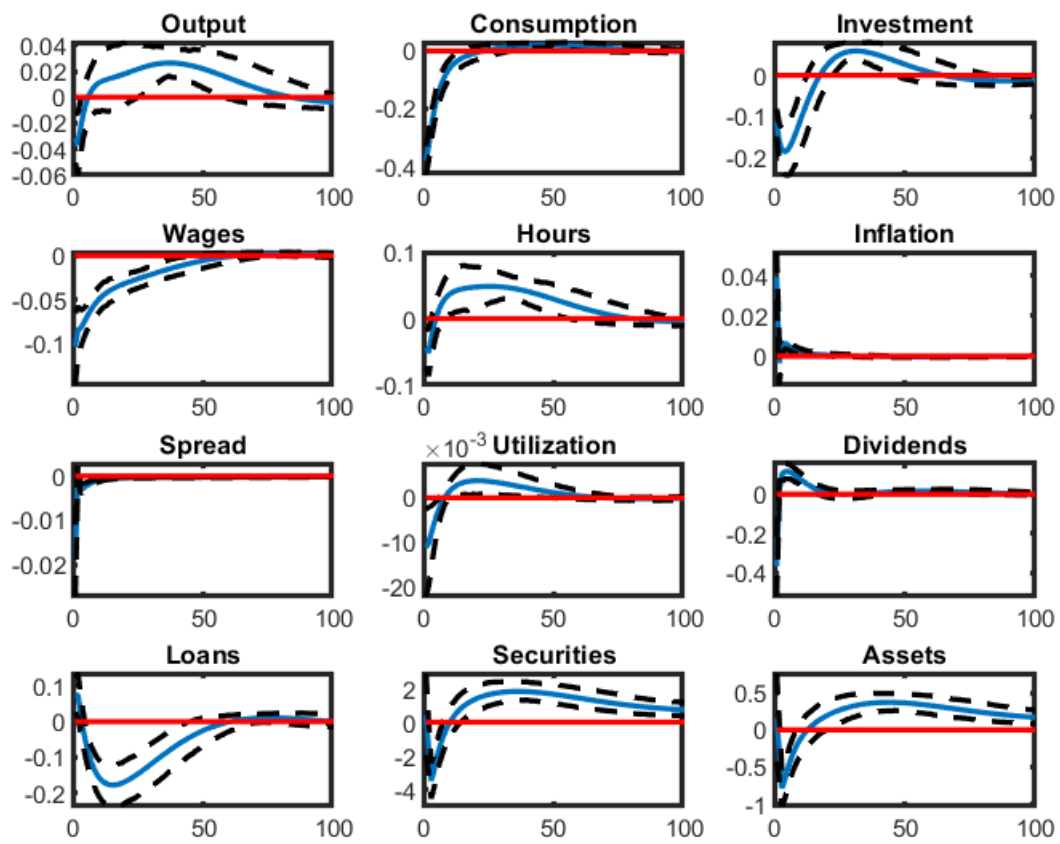 Output
0.04
0.02
0
-0.02
-0.04
-0.06
0 50 100
Consumption
0
-0.2
-0.4
0 50 100
Investment
0
-0.1
-0.2
0 50 100
Wages
0
-0.05
-0.1
0 50 100
Hours
0.1
0
-0.1
0 50 100
Inflation
0.04
0.02
0
0 50 100
Spread
0
-0.01
-0.02
0 50 100
×10⁻³ Utilization
0
-10
-20
0 50 100
Dividends
0
-0.2
-0.4
0 50 100
Loans
0.1
0
-0.1
-0.2
0 50 100
Securities
2
0
-2
-4
0 50 100
Assets
0.5
0
-0.5
-1
0 50 100